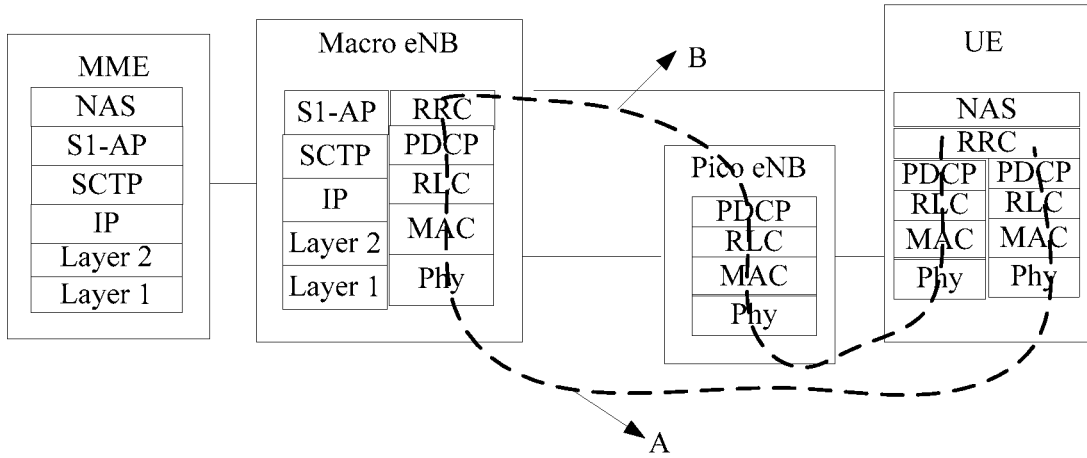 MME
NAS
S1-AP
SCTP
IP
Layer 2
Layer 1
Macro eNB
S1-AP
SCTP
IP
Layer 2
Layer 1
RRC
PDCP
RLC
MAC
Phy
B
A
Pico eNB
PDCP
RLC
MAC
Phy
UE
NAS
RRC
PDCP
RLC
MAC
Phy
PDCP
RLC
MAC
Phy